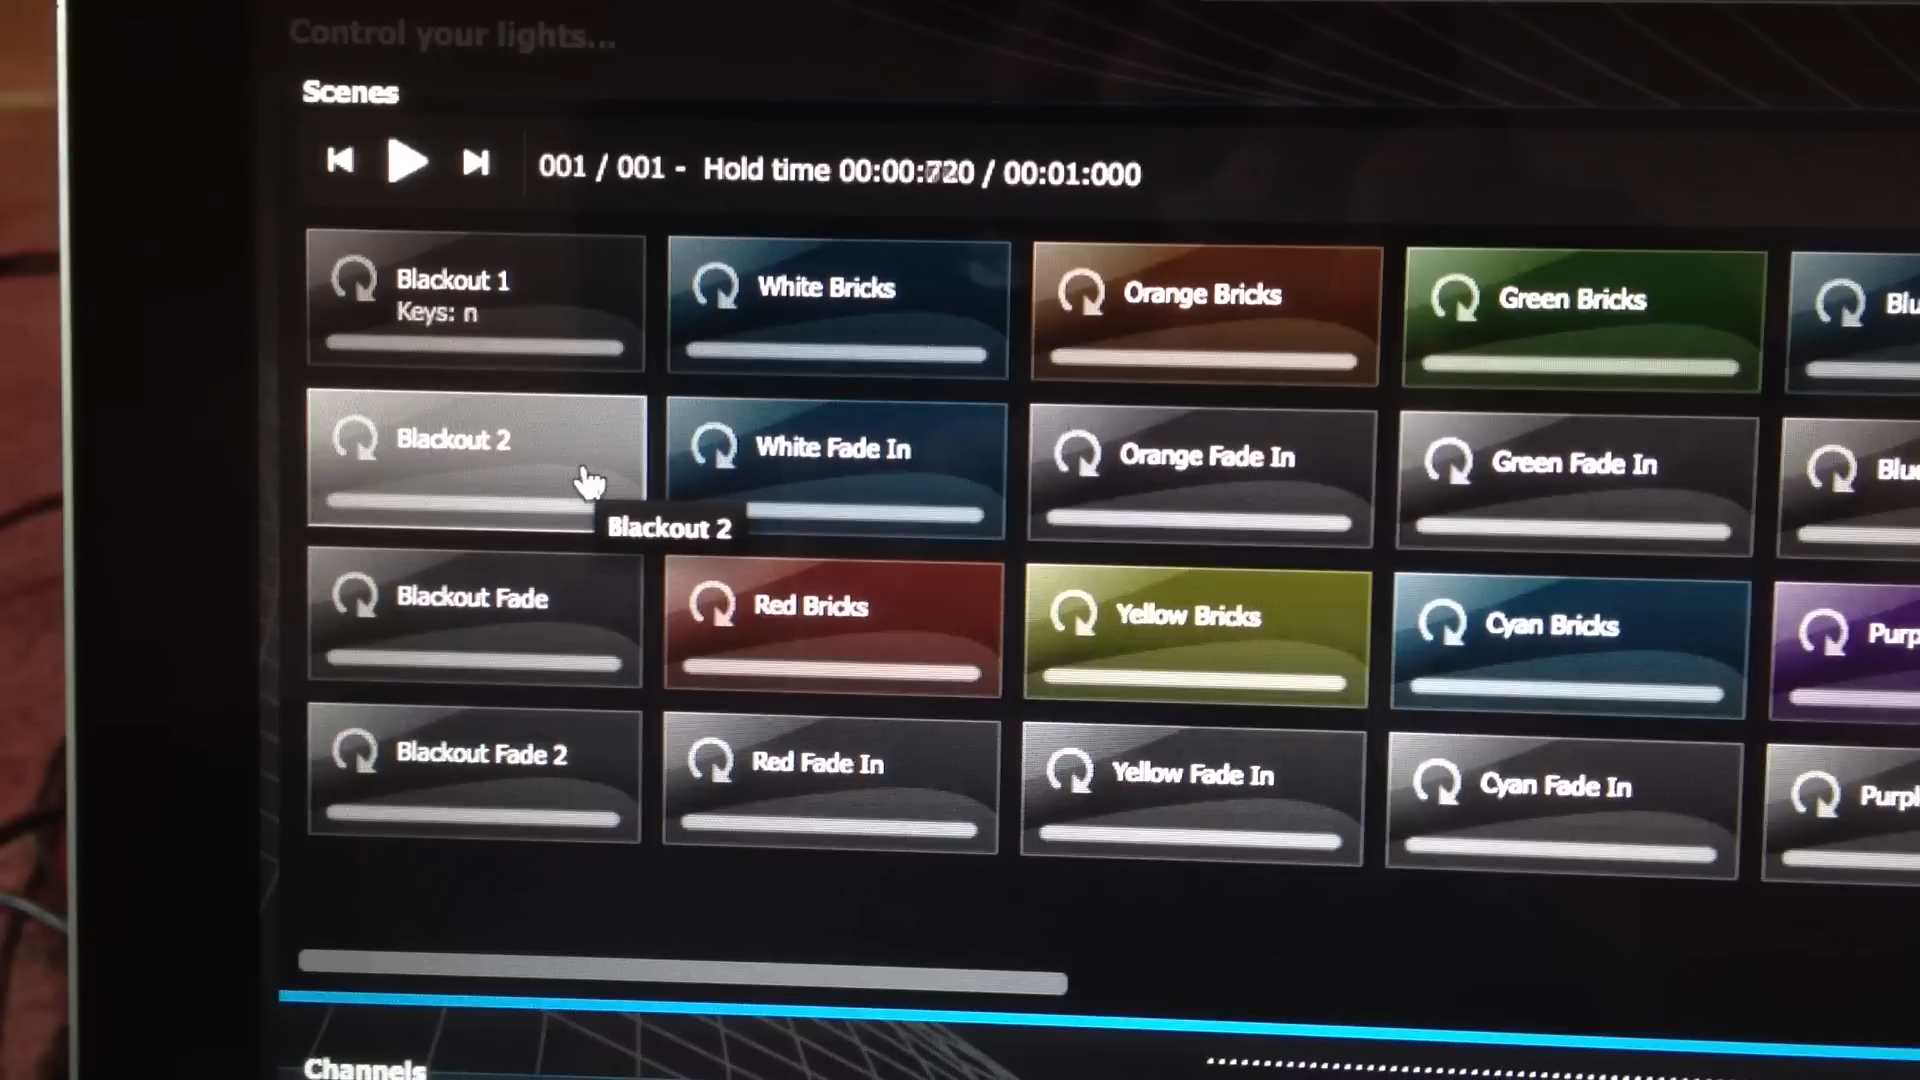 Control your lights...
Scenes
001 / 001 - Hold time 00:00:720 / 00:01:000
Blackout 1
Keys: n
White Bricks
Orange Bricks
Green Bricks
Blackout 2
White Fade In
Orange Fade In
Green Fade In
Blackout 2
Blackout Fade
Red Bricks
Yellow Bricks
Cyan Bricks
Blackout Fade 2
Red Fade In
Yellow Fade In
Cyan Fade In
Channels